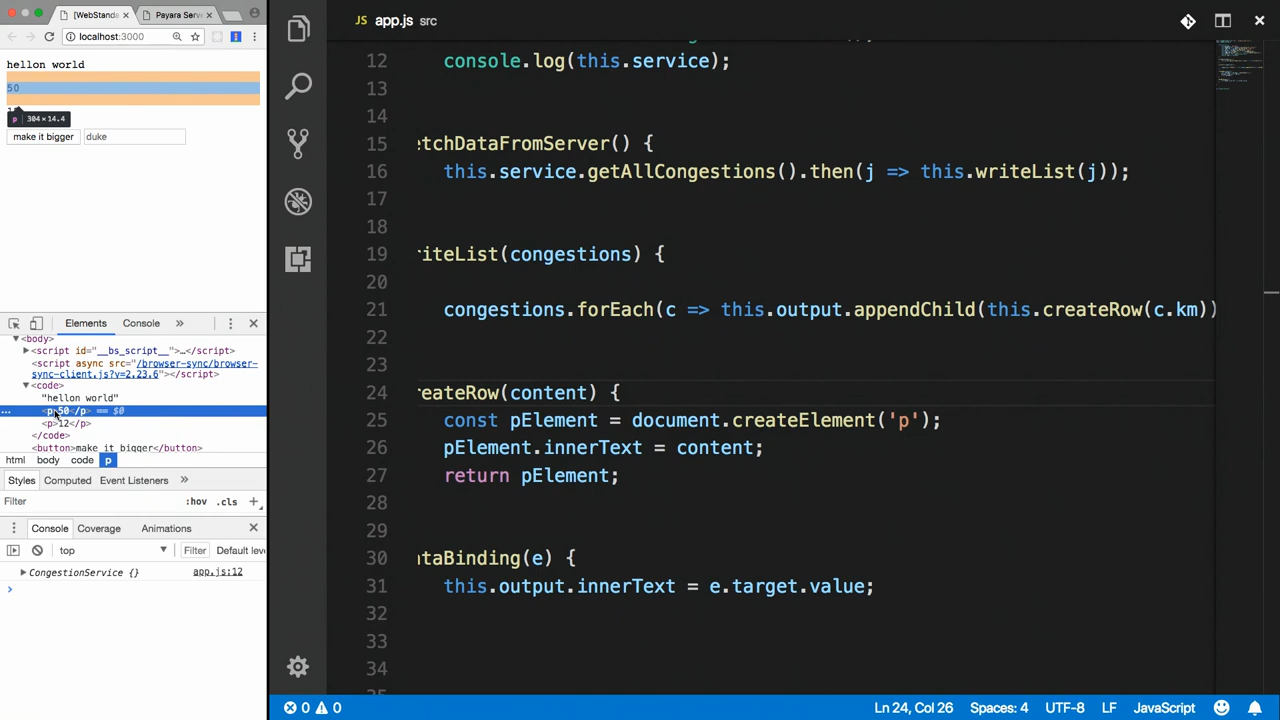 [WebStand
Payara Serv
localhost:3000
hellon world
50
p 304×14.4
make it bigger
duke
Elements
Console
»
<body>
<script id="__bs_script__">…</script>
<script async src="/browser-sync/browser-
sync-client.js?v=2.23.6"></script>
<code>
"hellon world"
… <p>50</p> == $0
<p>12</p>
</code>
<button>make it bigger</button>
html body code p
Styles Computed Event Listeners »
Filter :hov .cls +
Console Coverage Animations
top Filter Default leve
CongestionService {} app.js:12
JS app.js src
12 console.log(this.service);
13
14
15 etchDataFromServer() {
16 this.service.getAllCongestions().then(j => this.writeList(j));
17
18
19 riteList(congestions) {
20
21 congestions.forEach(c => this.output.appendChild(this.createRow(c.km))
22
23
24 reateRow(content) {
25 const pElement = document.createElement('p');
26 pElement.innerText = content;
27 return pElement;
28
29
30 ataBinding(e) {
31 this.output.innerText = e.target.value;
32
33
34
0 0
Ln 24, Col 26 Spaces: 4 UTF-8 LF JavaScript